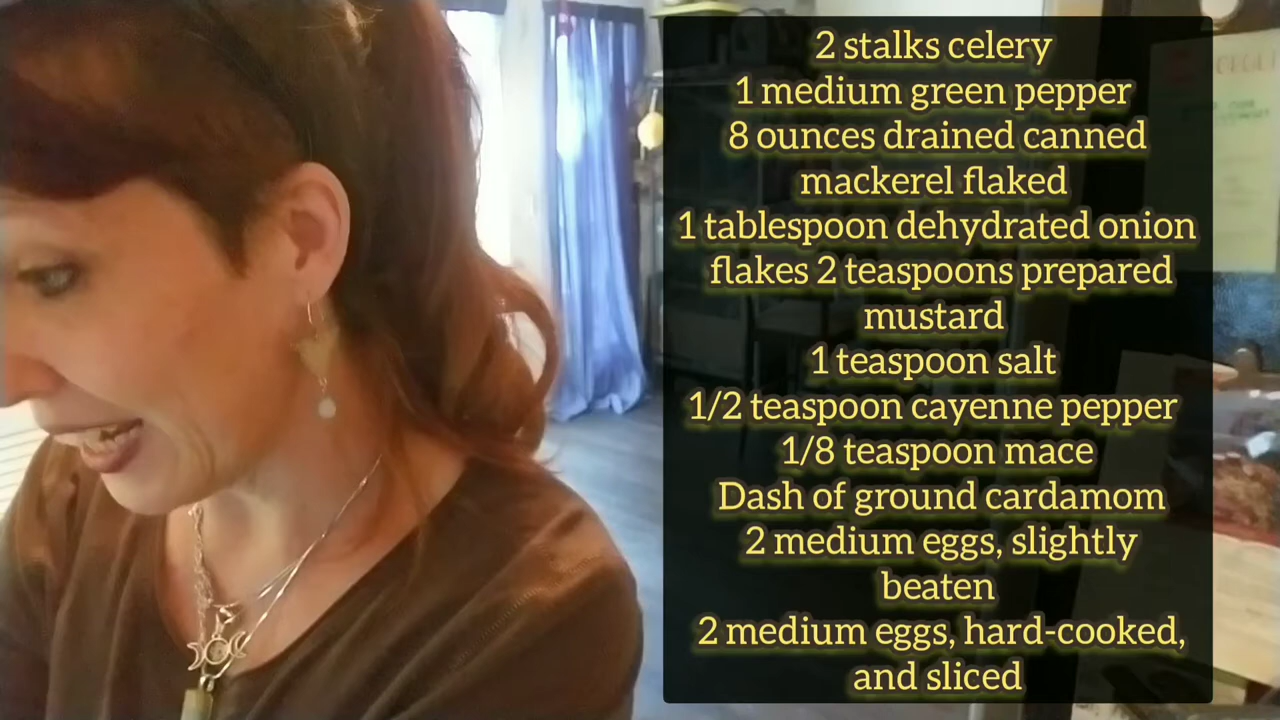 2 stalks celery
1 medium green pepper
8 ounces drained canned
mackerel flaked
1 tablespoon dehydrated onion
flakes 2 teaspoons prepared
mustard
1 teaspoon salt
1/2 teaspoon cayenne pepper
1/8 teaspoon mace
Dash of ground cardamom
2 medium eggs, slightly
beaten
2 medium eggs, hard-cooked,
and sliced